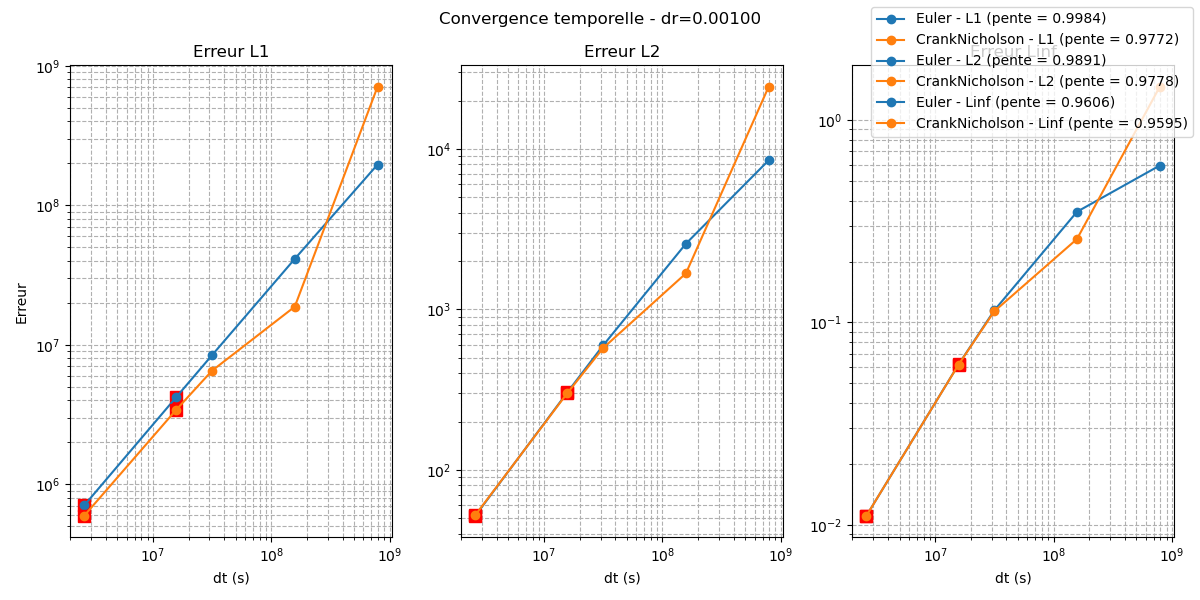 Convergence temporelle - dr=0.00100
Euler - L1 (pente = 0.9984)
CrankNicholson - L1 (pente = 0.9772)
Euler - L2 (pente = 0.9891)
CrankNicholson - L2 (pente = 0.9778)
Euler - Linf (pente = 0.9606)
CrankNicholson - Linf (pente = 0.9595)
Erreur L1
Erreur L2
Erreur Linf
Erreur
10⁹
10⁸
10⁷
10⁶
10⁷
10⁸
10⁹
dt (s)
10⁴
10³
10²
10⁷
10⁸
10⁹
dt (s)
10⁰
10⁻¹
10⁻²
10⁷
10⁸
10⁹
dt (s)